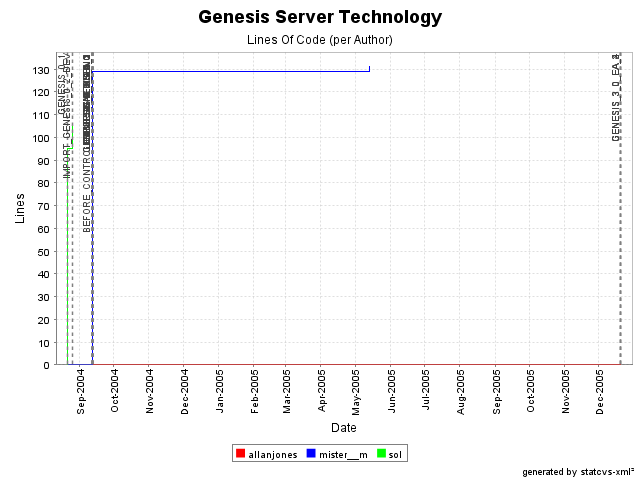 Genesis Server Technology
Lines Of Code (per Author)
Lines
130
120
110
100
90
80
70
60
50
40
30
20
10
0
GENESIS_0_1
BEFORE_CONTRO
GENESIS_3_0_EA
Sep-2004
Oct-2004
Nov-2004
Dec-2004
Jan-2005
Feb-2005
Mar-2005
Apr-2005
May-2005
Jun-2005
Jul-2005
Aug-2005
Sep-2005
Oct-2005
Nov-2005
Dec-2005
Date
allanjones mister__m sol
generated by statcvs-xml²